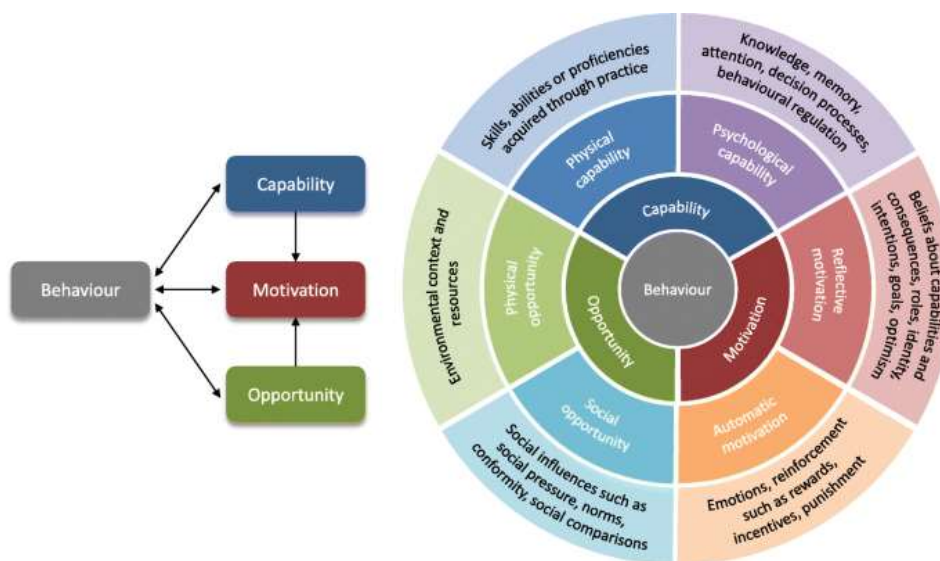 Capability
Behaviour
Motivation
Opportunity
Skills, abilities or proficiencies
acquired through practice
Knowledge, memory,
attention, decision processes,
behavioural regulation
Physical
capability
Psychological
capability
Capability
Environmental context and
resources
Physical
opportunity
Opportunity
Behaviour
Motivation
Reflective
motivation
Beliefs about capabilities and
consequences, roles, identity,
intentions, goals, optimism
Social
opportunity
Automatic
motivation
Social influences such as
social pressure, norms,
conformity, social comparisons
Emotions, reinforcement
such as rewards,
incentives, punishment